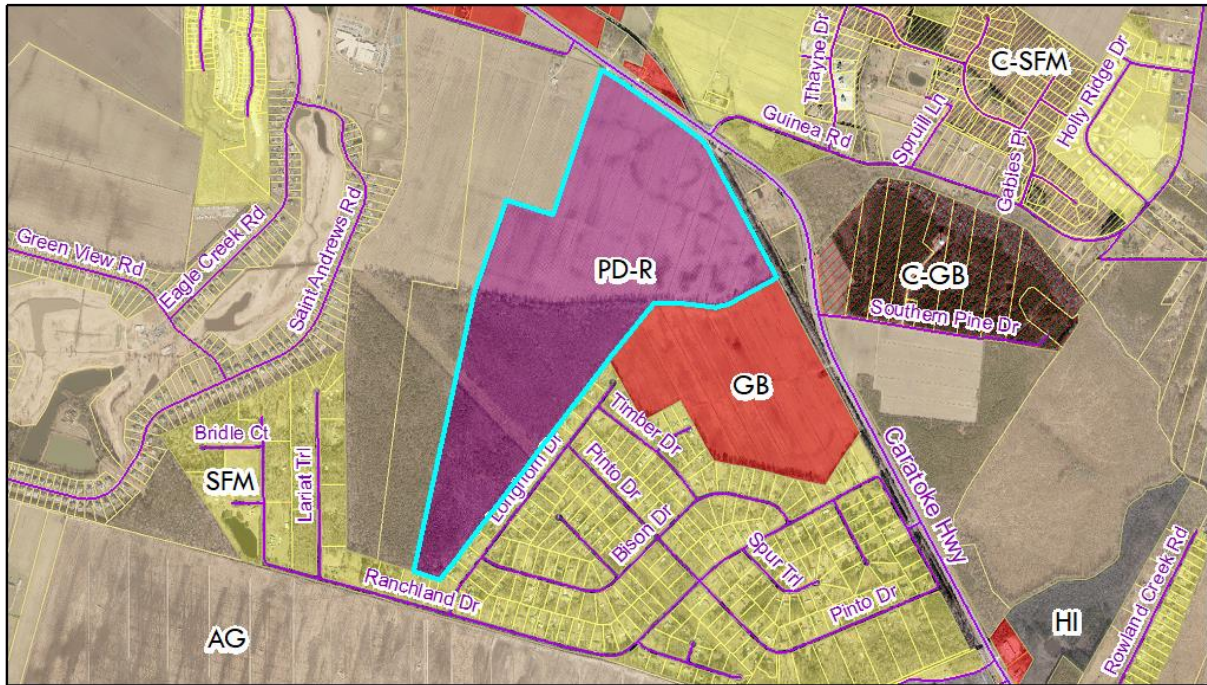 Thayne Dr
C-SFM
Holly Ridge Dr
Guinea Rd
Spruill Ln
Gables Pl
Green View Rd
Eagle Creek Rd
Saint Andrews Rd
PD-R
C-GB
Southern Pine Dr
GB
Timber Dr
Longhorn Dr
Pinto Dr
Bison Dr
Caratoke Hwy
Bridle Ct
SFM
Lariat Trl
Spur Trl
Ranchland Dr
Pinto Dr
AG
HI
Rowland Creek Rd